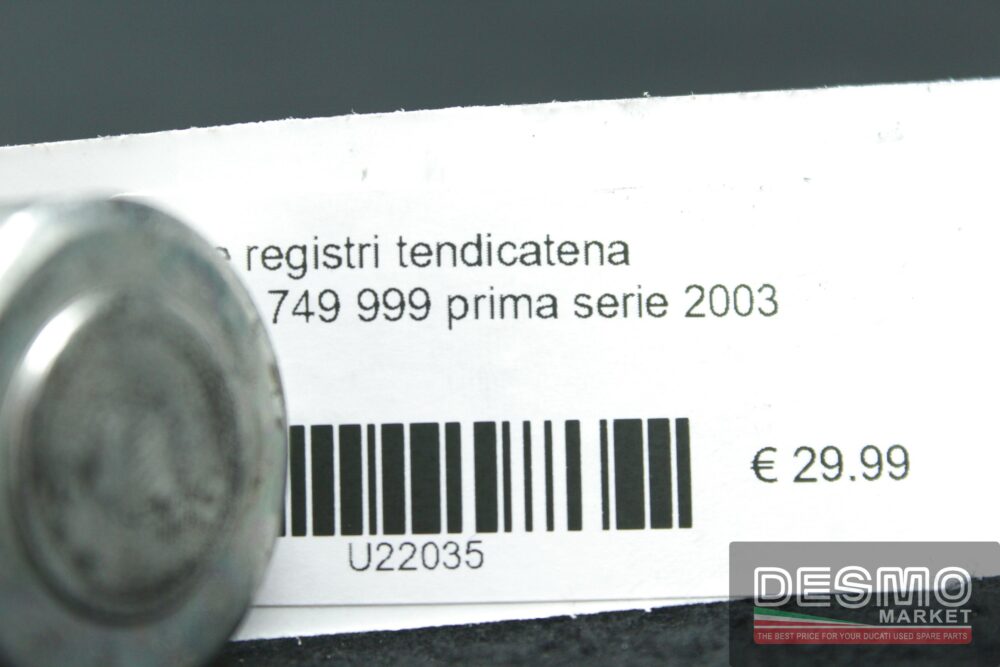 registri tendicatena
749 999 prima serie 2003
€ 29.99
U22035
DESMO
MARKET
THE BEST PRICE FOR YOUR DUCATI USED SPARE PARTS